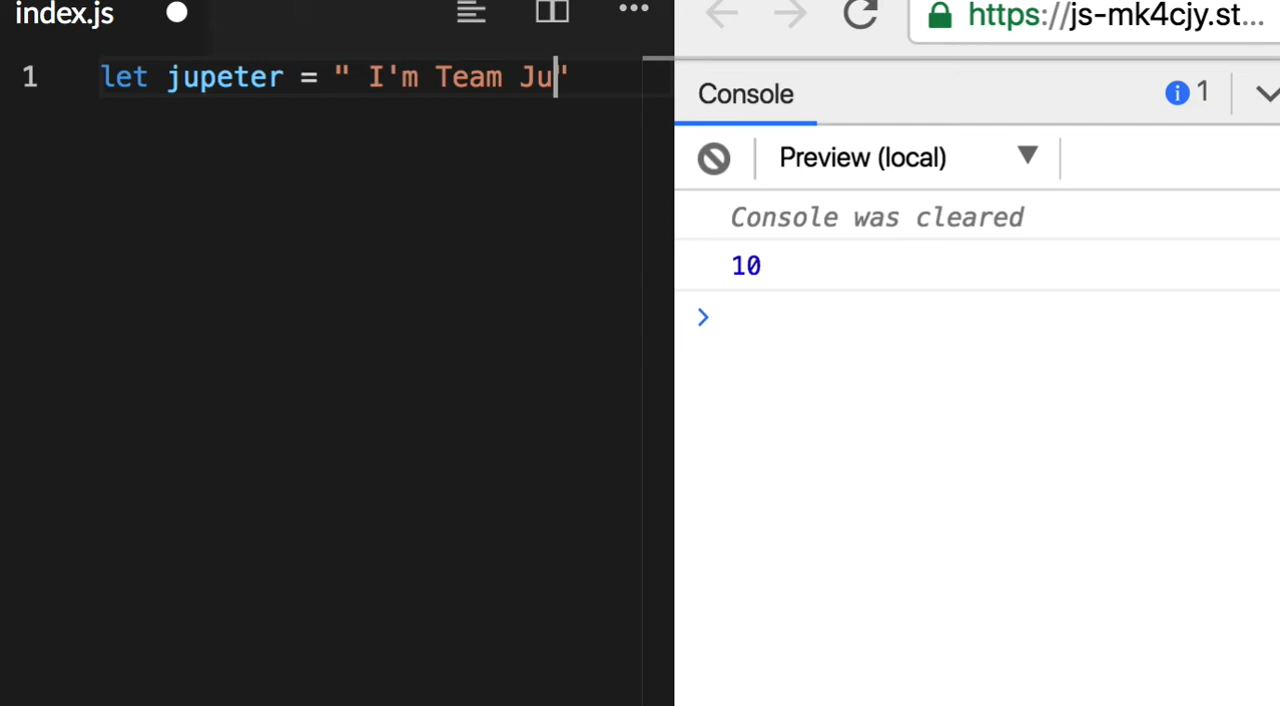 index.js
https://js-mk4cjy.st...
1 let jupeter = " I'm Team Ju"
Console
1
Preview (local)
Console was cleared
10